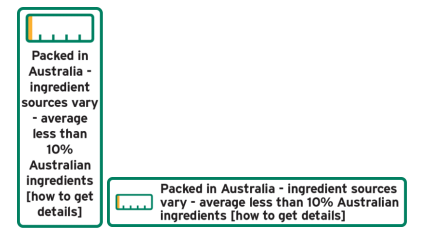 Packed in
Australia -
ingredient
sources vary
- average
less than
10%
Australian
ingredients
[how to get
details]
Packed in Australia - ingredient sources
vary - average less than 10% Australian
ingredients [how to get details]